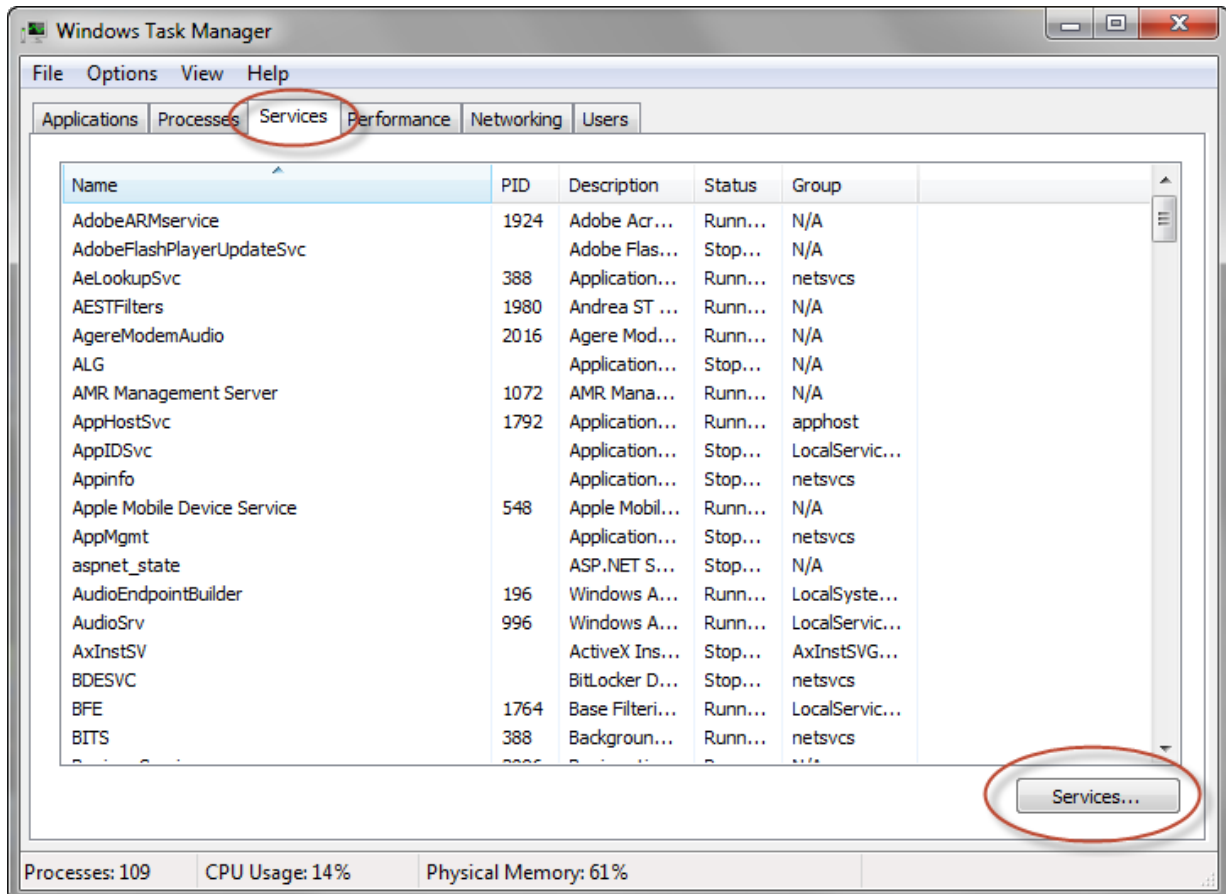 Windows Task Manager
File Options View Help
Applications Processes Services Performance Networking Users
Name PID Description Status Group
AdobeARMservice 1924 Adobe Acr... Runn... N/A
AdobeFlashPlayerUpdateSvc Adobe Flas... Stop... N/A
AeLookupSvc 388 Application... Runn... netsvcs
AESTFilters 1980 Andrea ST ... Runn... N/A
AgereModemAudio 2016 Agere Mod... Runn... N/A
ALG Application... Stop... N/A
AMR Management Server 1072 AMR Mana... Runn... N/A
AppHostSvc 1792 Application... Runn... apphost
AppIDSvc Application... Stop... LocalServic...
Appinfo Application... Stop... netsvcs
Apple Mobile Device Service 548 Apple Mobil... Runn... N/A
AppMgmt Application... Stop... netsvcs
aspnet_state ASP.NET S... Stop... N/A
AudioEndpointBuilder 196 Windows A... Runn... LocalSyste...
AudioSrv 996 Windows A... Runn... LocalServic...
AxInstSV ActiveX Ins... Stop... AxInstSVG...
BDESVC BitLocker D... Stop... netsvcs
BFE 1764 Base Filteri... Runn... LocalServic...
BITS 388 Backgroun... Runn... netsvcs
Services...
Processes: 109 CPU Usage: 14% Physical Memory: 61%